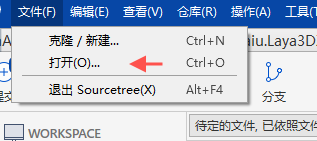 文件(F) 编辑(E) 查看(V) 仓库(R) 操作(A) 工具(
克隆 / 新建... Ctrl+N
打开(O)... Ctrl+O
aiu.Laya3D
退出 Sourcetree(X) Alt+F4
分支
WORKSPACE
待定的文件, 已依照文件